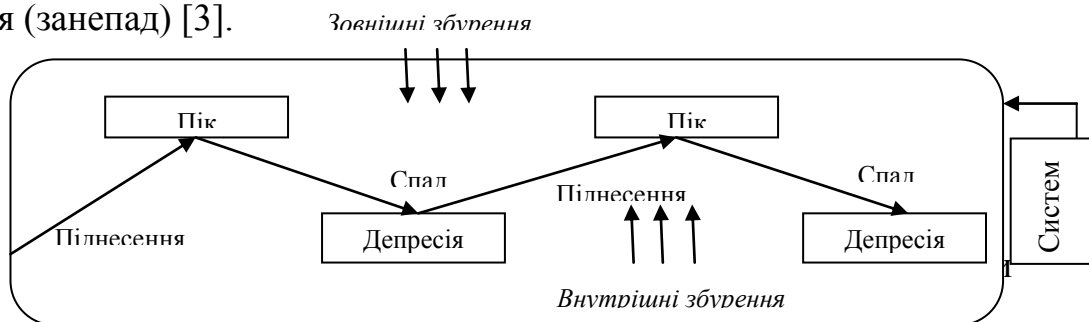 я (занепад) [3].
Зовнішні збурення
Пік
Пік
Спад
Спад
Піднесення
Піднесення
Депресія
Депресія
Систем
Внутрішні збурення